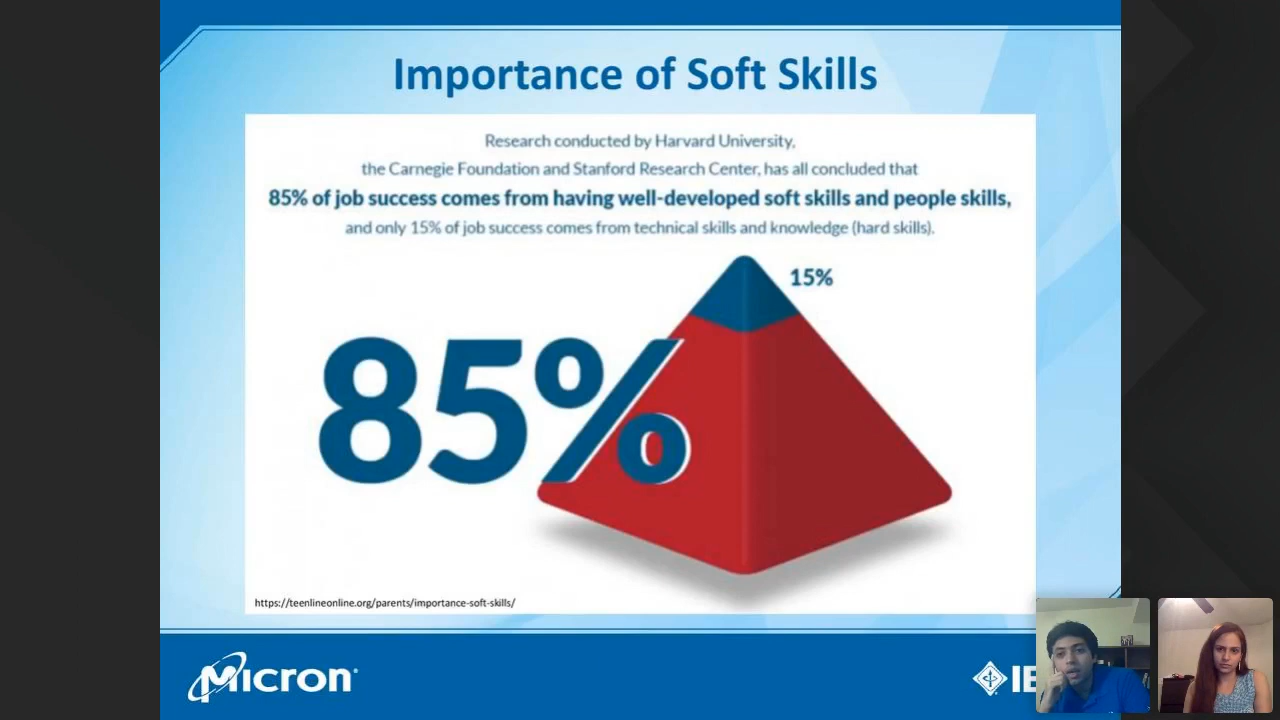 Importance of Soft Skills
Research conducted by Harvard University,
the Carnegie Foundation and Stanford Research Center, has all concluded that
85% of job success comes from having well-developed soft skills and people skills,
and only 15% of job success comes from technical skills and knowledge (hard skills).
15%
85%
https://teenlineonline.org/parents/importance-soft-skills/
Micron
IE